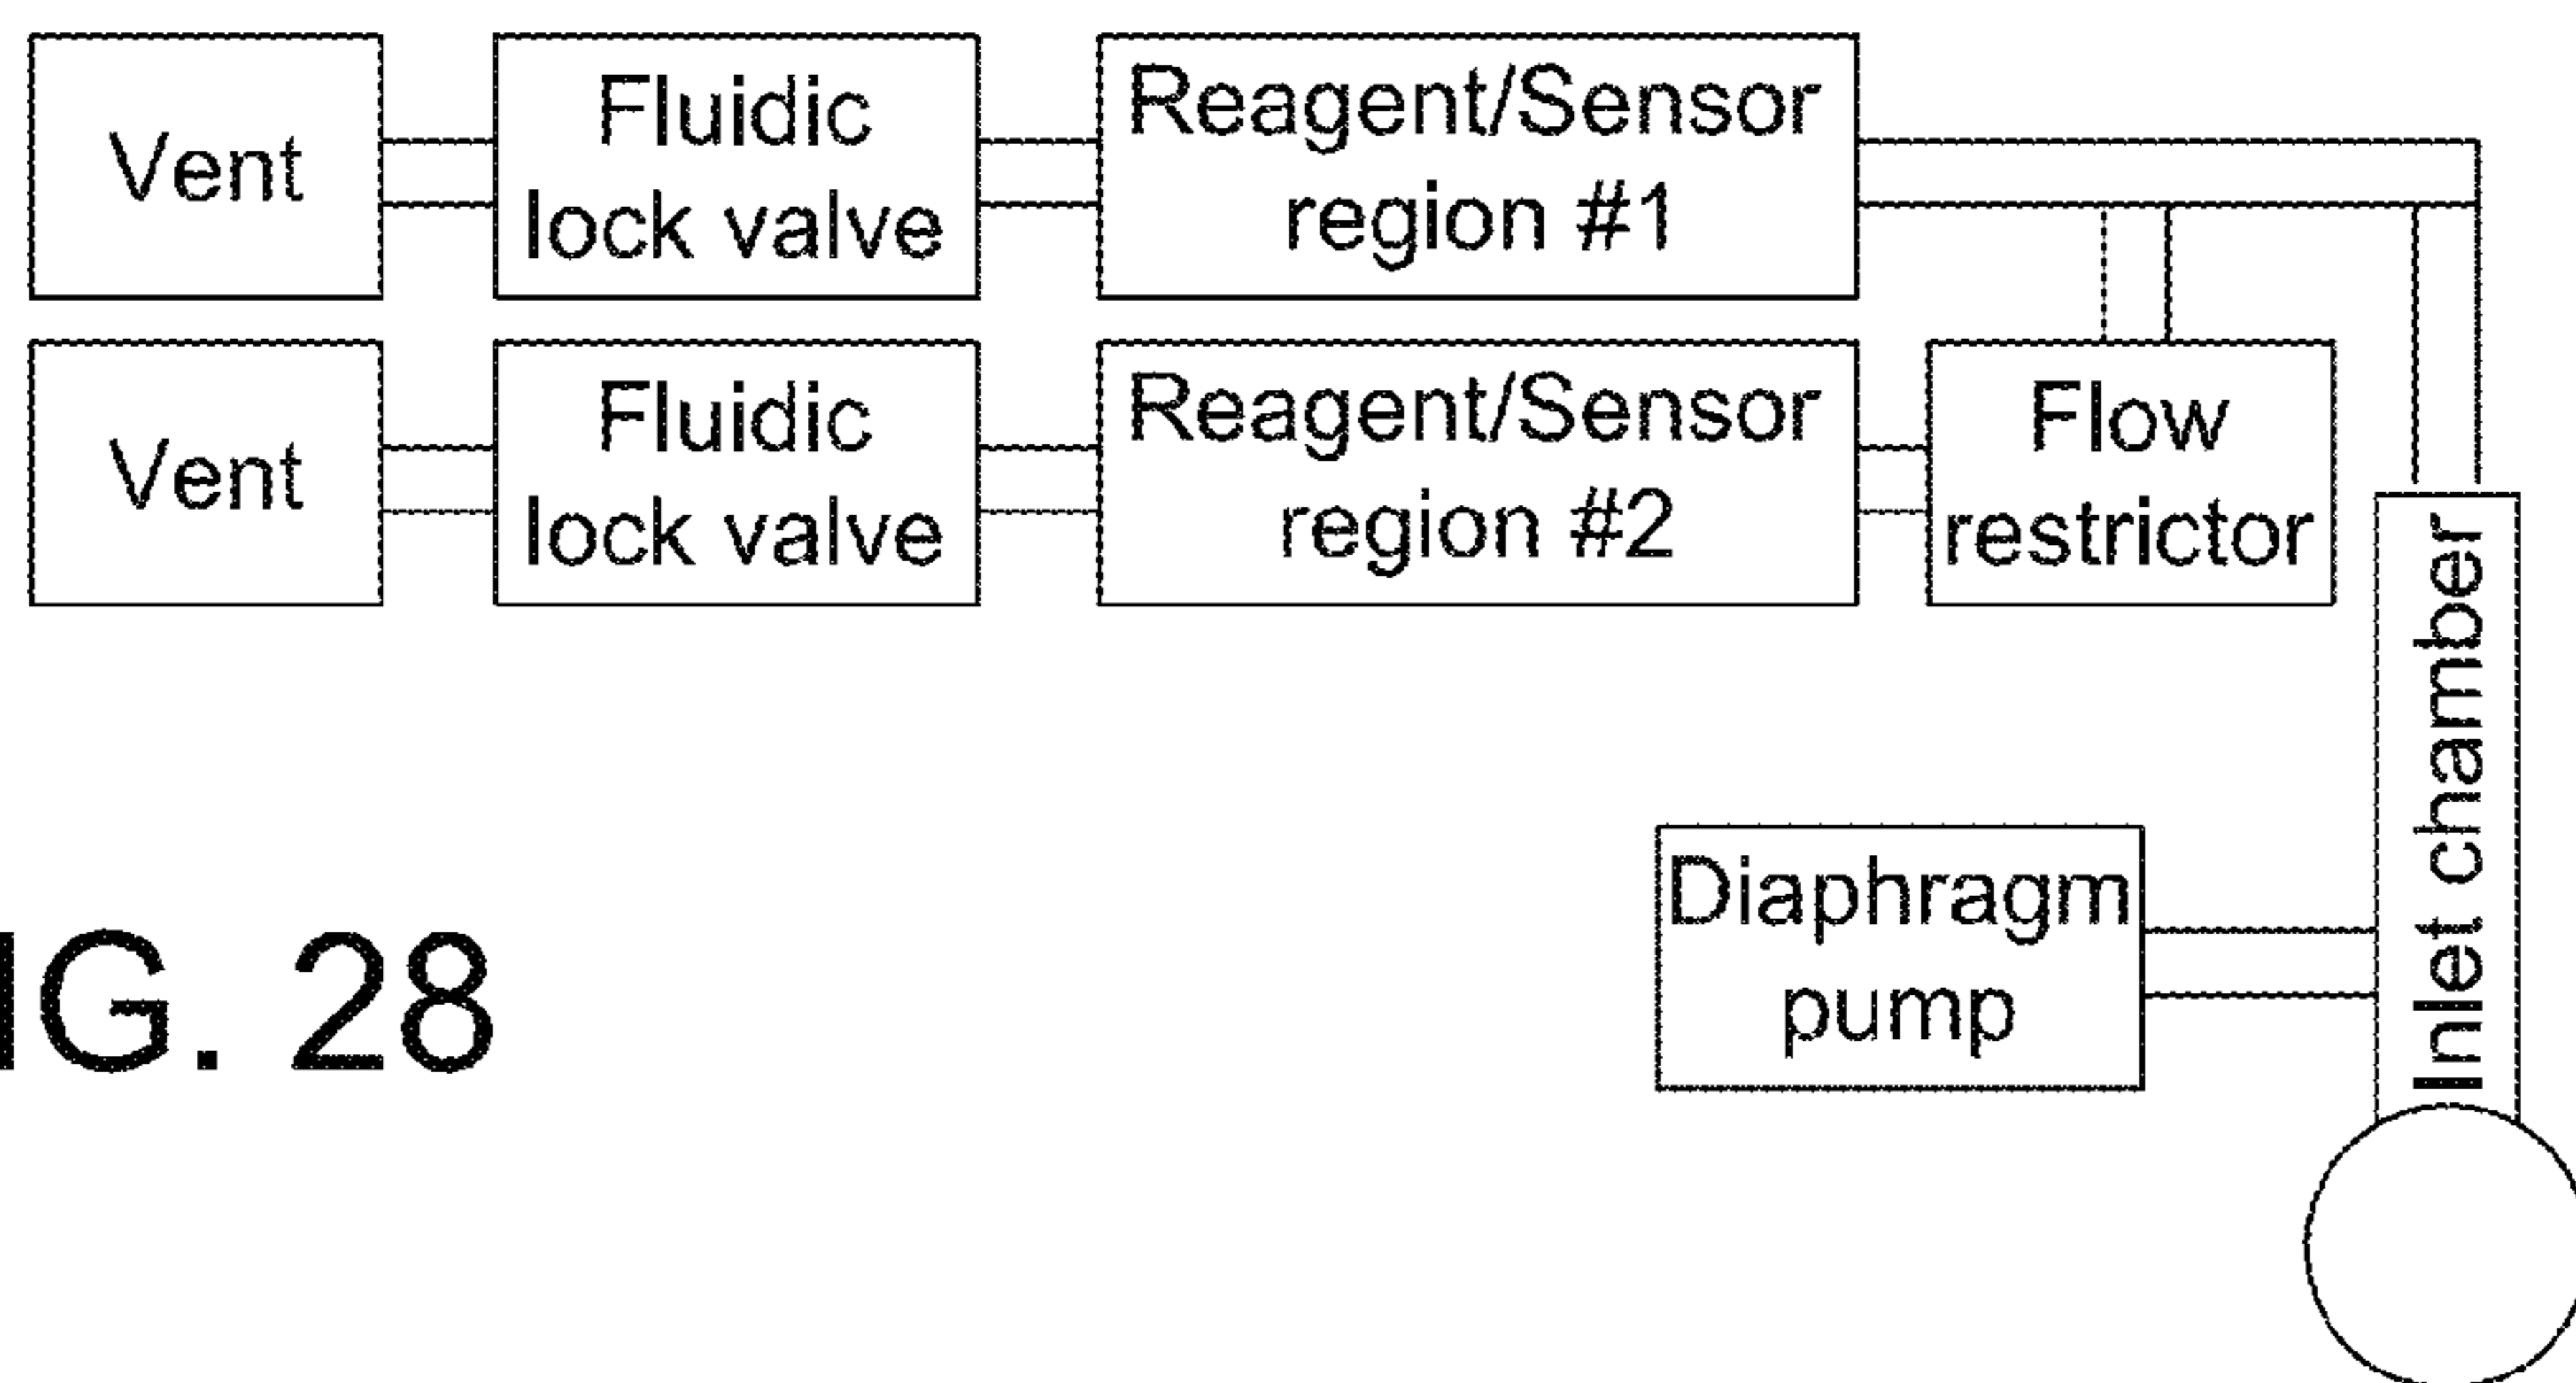 Vent
Fluidic
lock valve
Reagent/Sensor
region #1
Vent
Fluidic
lock valve
Reagent/Sensor
region #2
Flow
restrictor
Inlet chamber
Diaphragm
pump
IG. 28